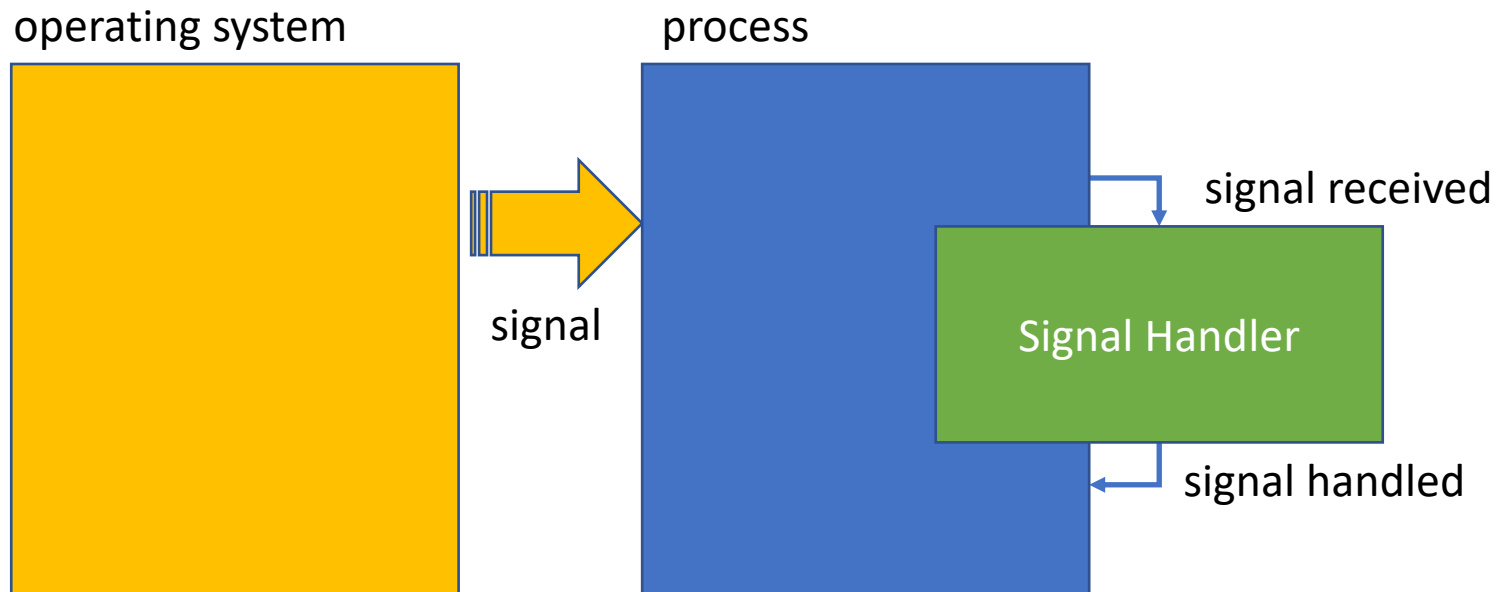 operating system
process
signal received
signal
Signal Handler
signal handled